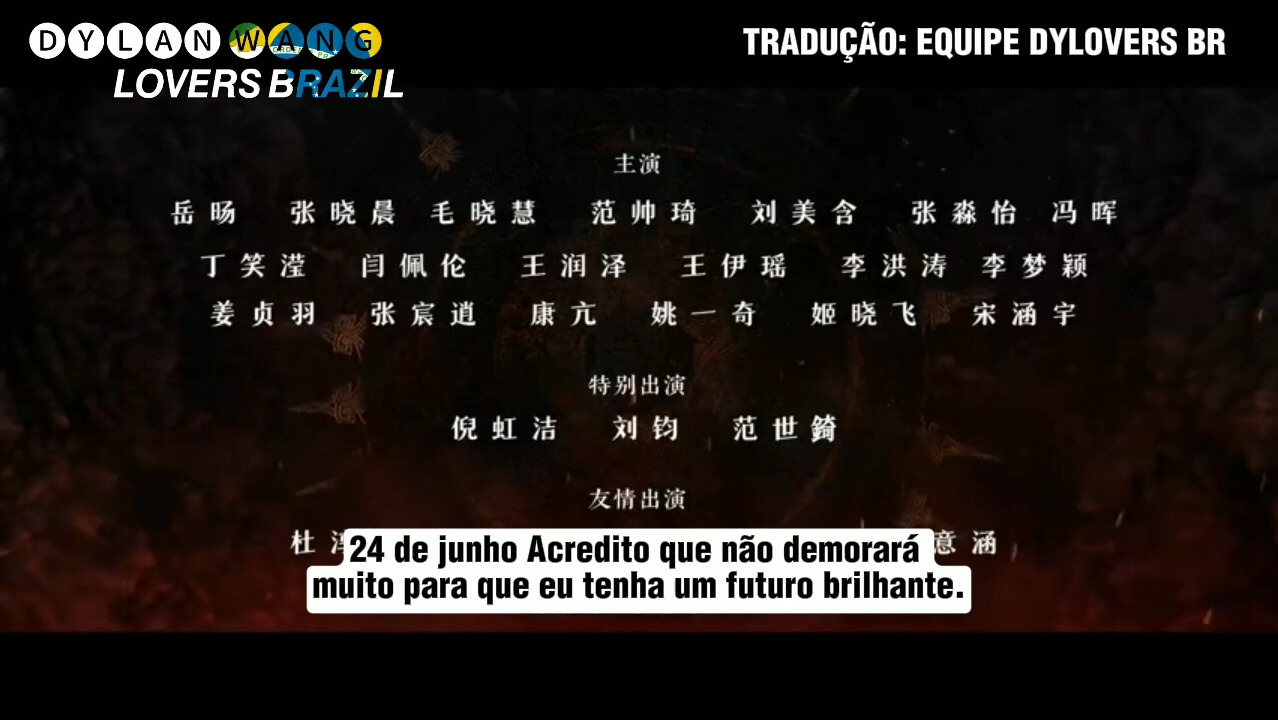 DYLAN WANG
LOVERS BRAZIL
TRADUÇÃO: EQUIPE DYLOVERS BR
主演
岳旸 张晓晨 毛晓慧 范帅琦 刘美含 张淼怡 冯晖
丁笑滢 闫佩伦 王润泽 王伊瑶 李洪涛 李梦颖
姜贞羽 张宸逍 康亢 姚一奇 姬晓飞 宋涵宇
特别出演
倪虹洁 刘钧 范世錡
友情出演
杜 意涵
24 de junho Acredito que não demorará
muito para que eu tenha um futuro brilhante.